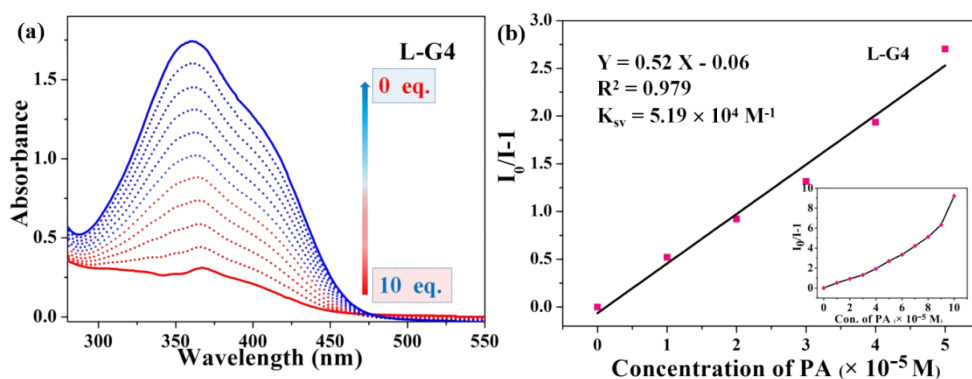 (a)
L-G4
0 eq.
10 eq.
Absorbance
1.5
1.0
0.5
0.0
300 350 400 450 500 550
Wavelength (nm)
(b)
L-G4
Y = 0.52 X - 0.06
R² = 0.979
Kₛᵥ = 5.19 × 10⁴ M⁻¹
I₀/I-1
3.0
2.5
2.0
1.5
1.0
0.5
0.0
0 1 2 3 4 5
Concentration of PA (× 10⁻⁵ M)
I₀/I-1
10
8
6
4
2
0
0 2 4 6 8 10
Con. of PA (× 10⁻⁵ M)